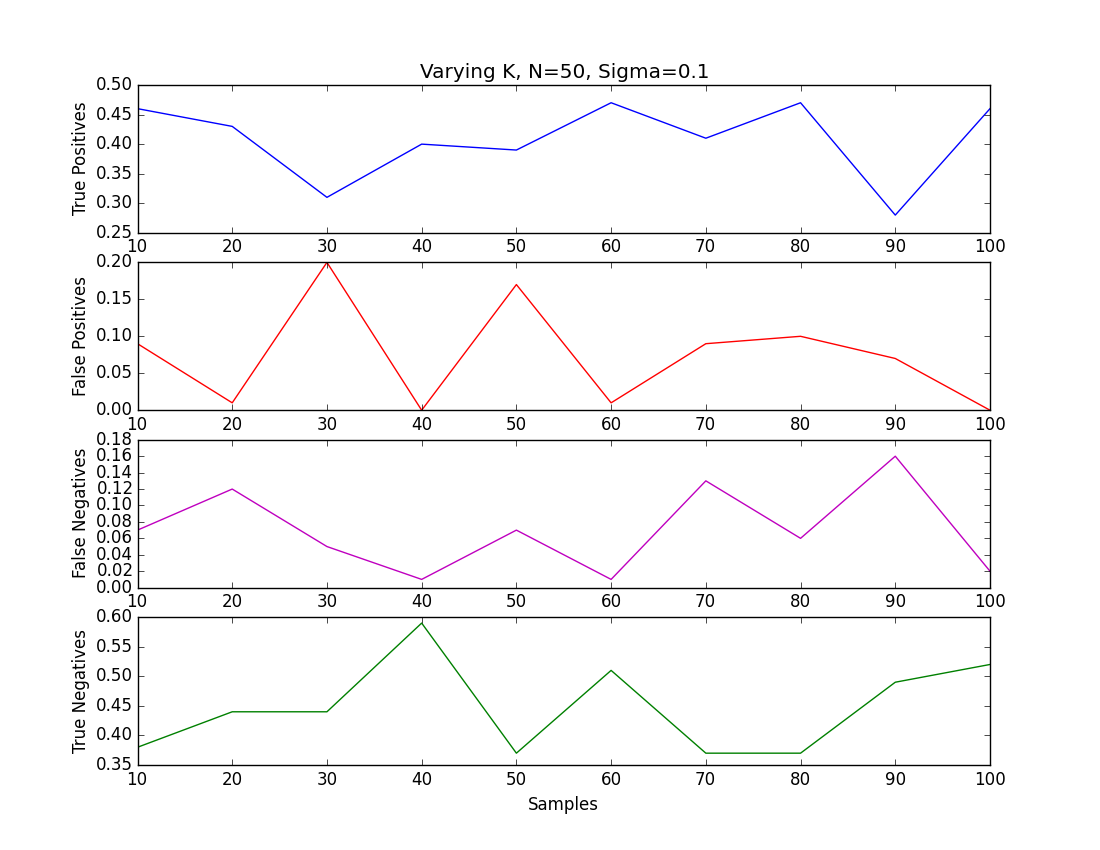 Varying K, N=50, Sigma=0.1
True Positives
0.50
0.45
0.40
0.35
0.30
0.25
10 20 30 40 50 60 70 80 90 100
False Positives
0.20
0.15
0.10
0.05
0.00
10 20 30 40 50 60 70 80 90 100
False Negatives
0.18
0.16
0.14
0.12
0.10
0.08
0.06
0.04
0.02
0.00
10 20 30 40 50 60 70 80 90 100
True Negatives
0.60
0.55
0.50
0.45
0.40
0.35
10 20 30 40 50 60 70 80 90 100
Samples